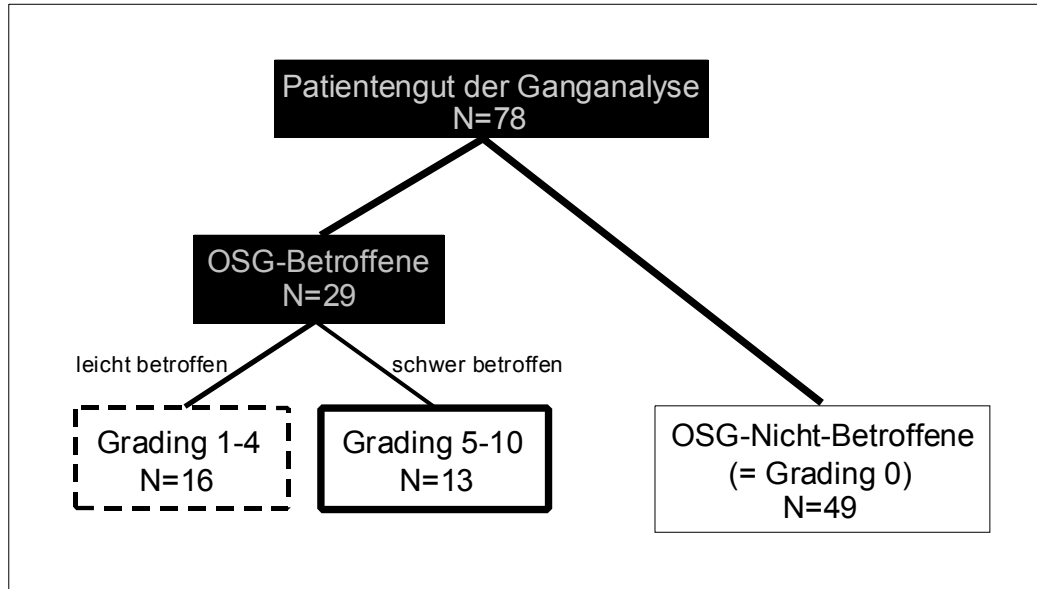 Patientengut der Ganganalyse
N=78
OSG-Betroffene
N=29
leicht betroffen
schwer betroffen
Grading 1-4
N=16
Grading 5-10
N=13
OSG-Nicht-Betroffene
(= Grading 0)
N=49